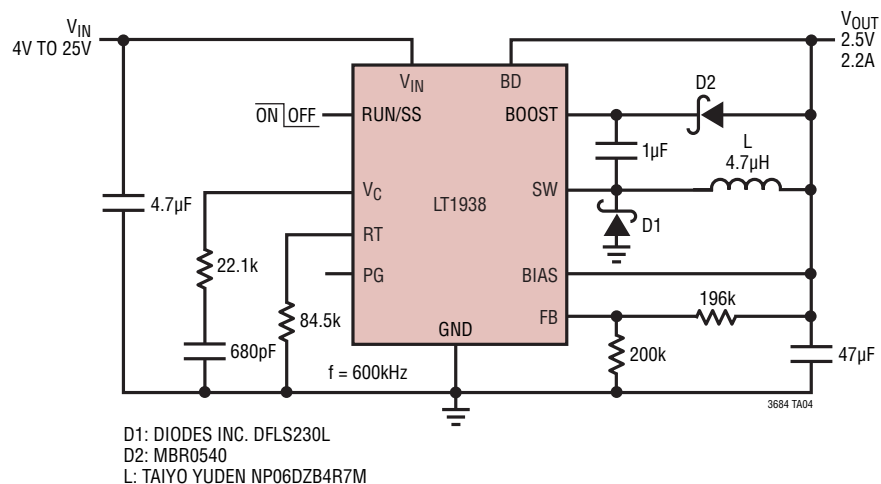 VIN
4V TO 25V
VOUT
2.5V
2.2A
VIN
BD
D2
ON OFF
RUN/SS
BOOST
L
4.7µH
1µF
VC
SW
4.7µF
LT1938
D1
RT
22.1k
PG
BIAS
196k
84.5k
FB
GND
680pF
200k
47µF
f = 600kHz
3684 TA04
D1: DIODES INC. DFLS230L
D2: MBR0540
L: TAIYO YUDEN NP06DZB4R7M